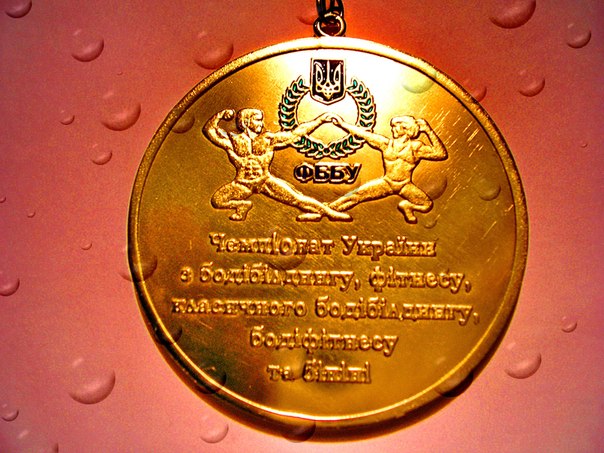 ФББУ
Чемпіонат України
з бодібілдингу, фітнесу,
класичного бодібілдингу,
бодіфітнесу
та бікіні